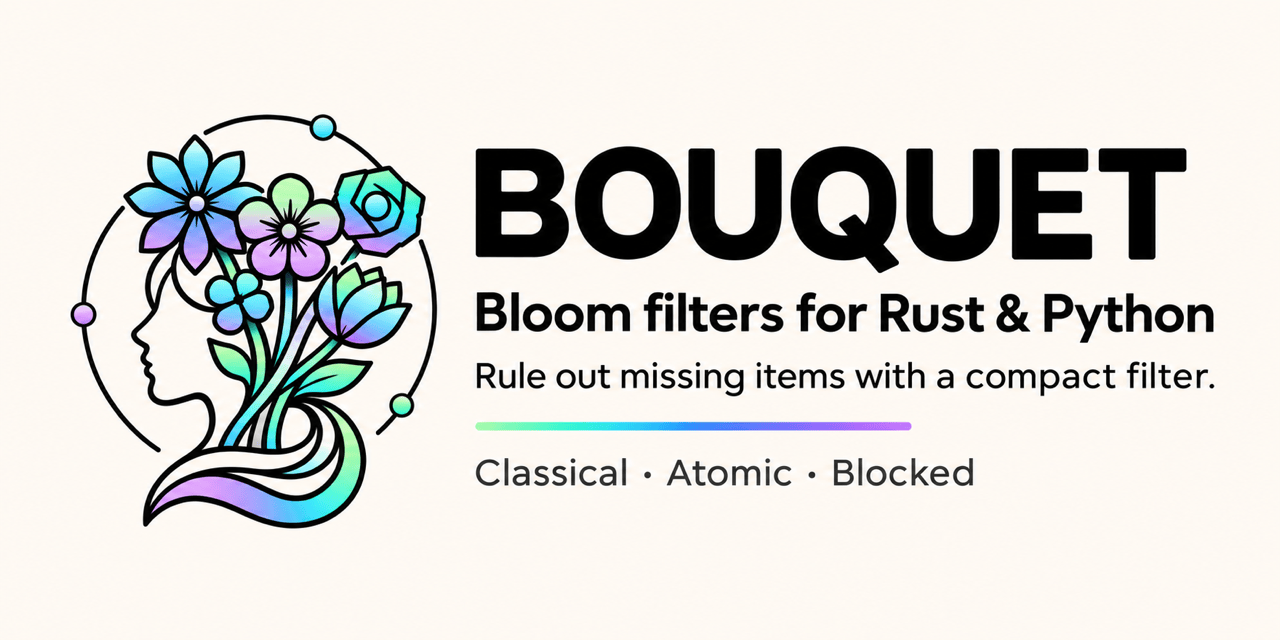 BOUQUET
Bloom filters for Rust & Python
Rule out missing items with a compact filter.
Classical · Atomic · Blocked